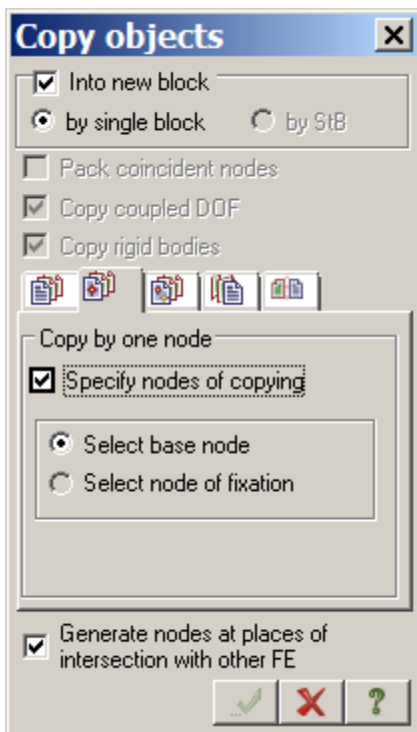 Copy objects
Into new block
by single block
by StB
Pack coincident nodes
Copy coupled DOF
Copy rigid bodies
Copy by one node
Specify nodes of copying
Select base node
Select node of fixation
Generate nodes at places of
intersection with other FE
?